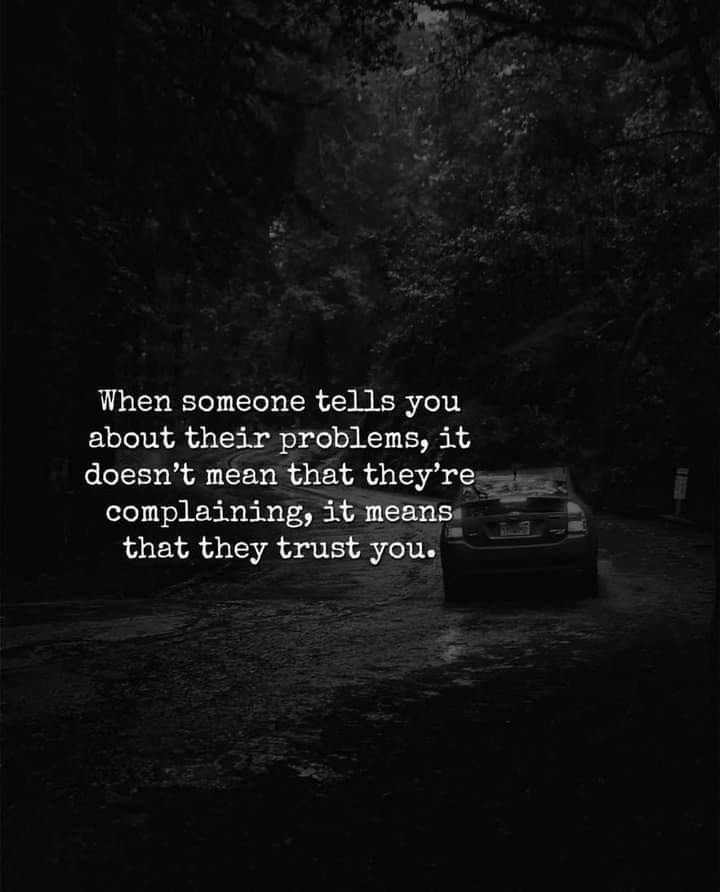 When someone tells you
about their problems, it
doesn’t mean that they’re
complaining, it means
that they trust you.